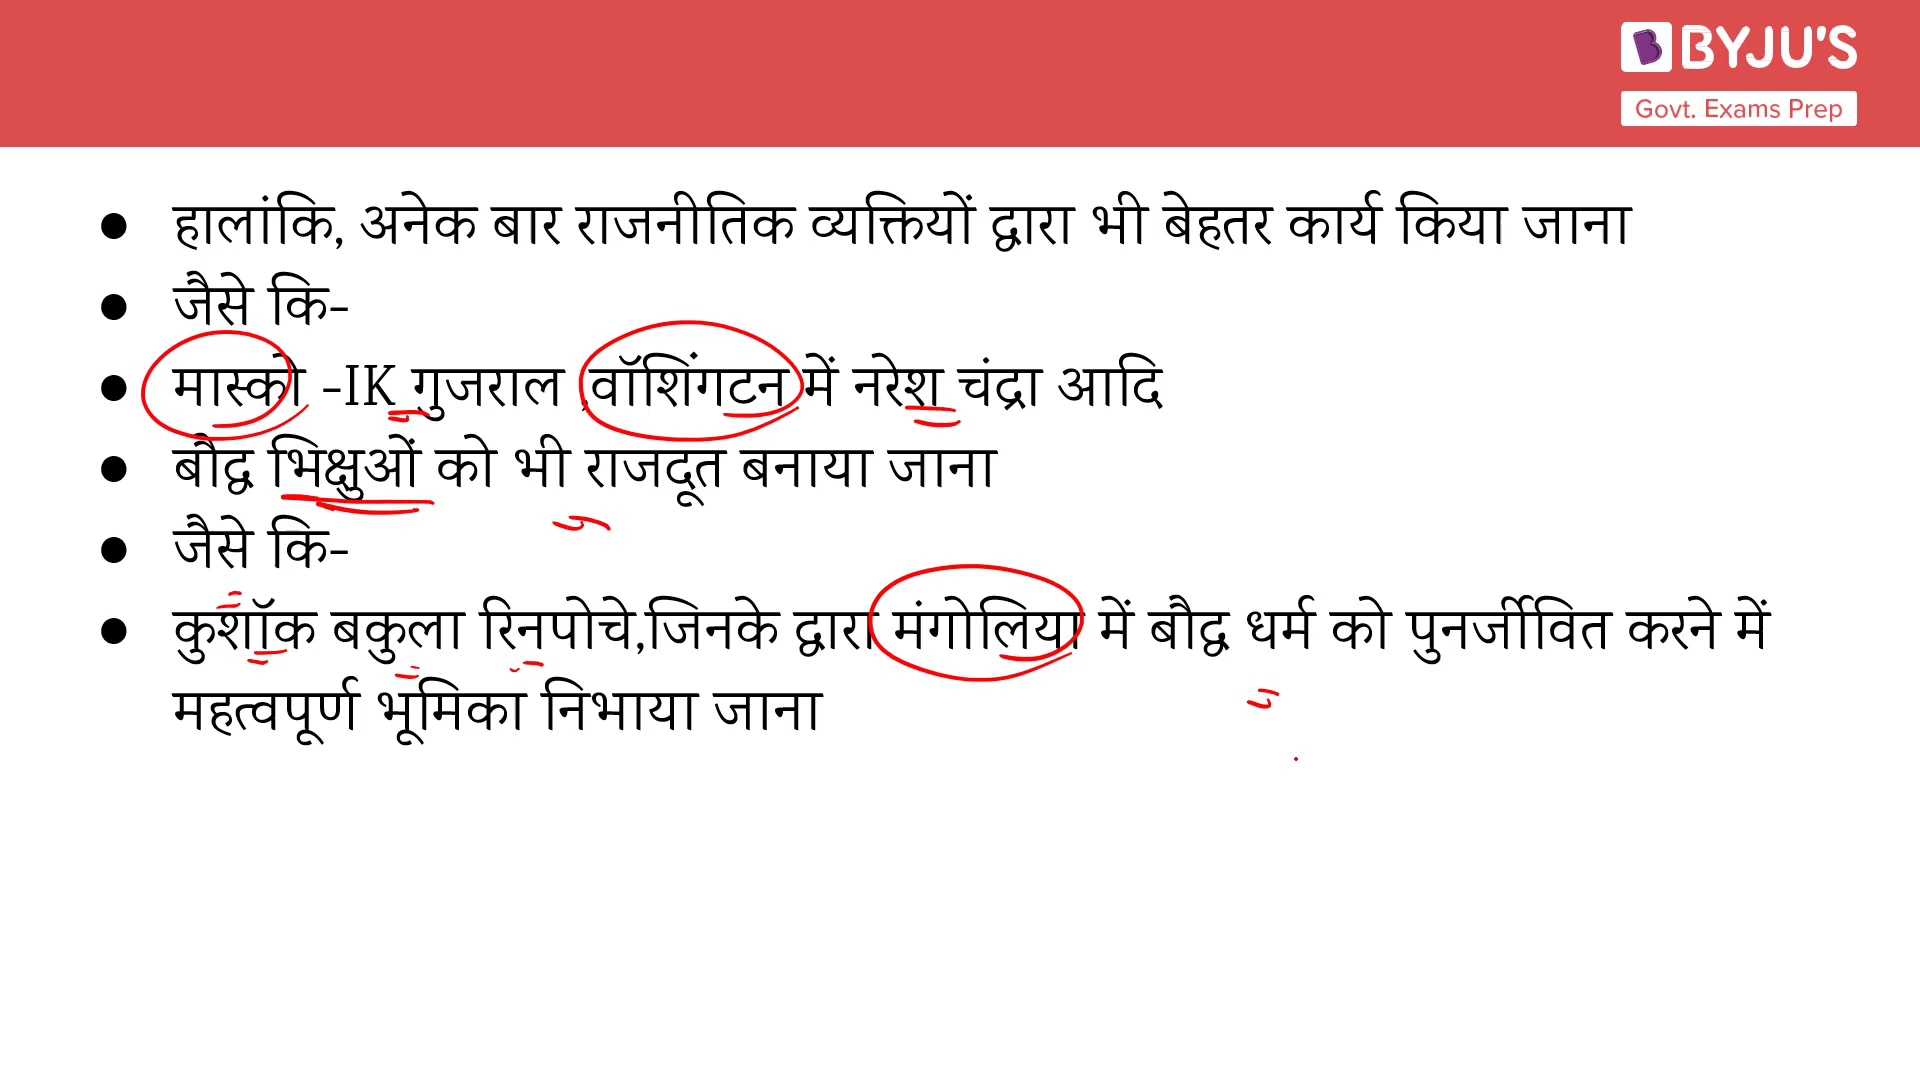 BYJU'S
Govt. Exams Prep
● हालांकि, अनेक बार राजनीतिक व्यक्तियों द्वारा भी बेहतर कार्य किया जाना
● जैसे कि-
● मास्को -IK गुजराल ,वॉशिंगटन में नरेश चंद्रा आदि
● बौद्ध भिक्षुओं को भी राजदूत बनाया जाना
● जैसे कि-
● कुशॉक बकुला रिनपोचे,जिनके द्वारा मंगोलिया में बौद्ध धर्म को पुनर्जीवित करने में
महत्वपूर्ण भूमिका निभाया जाना